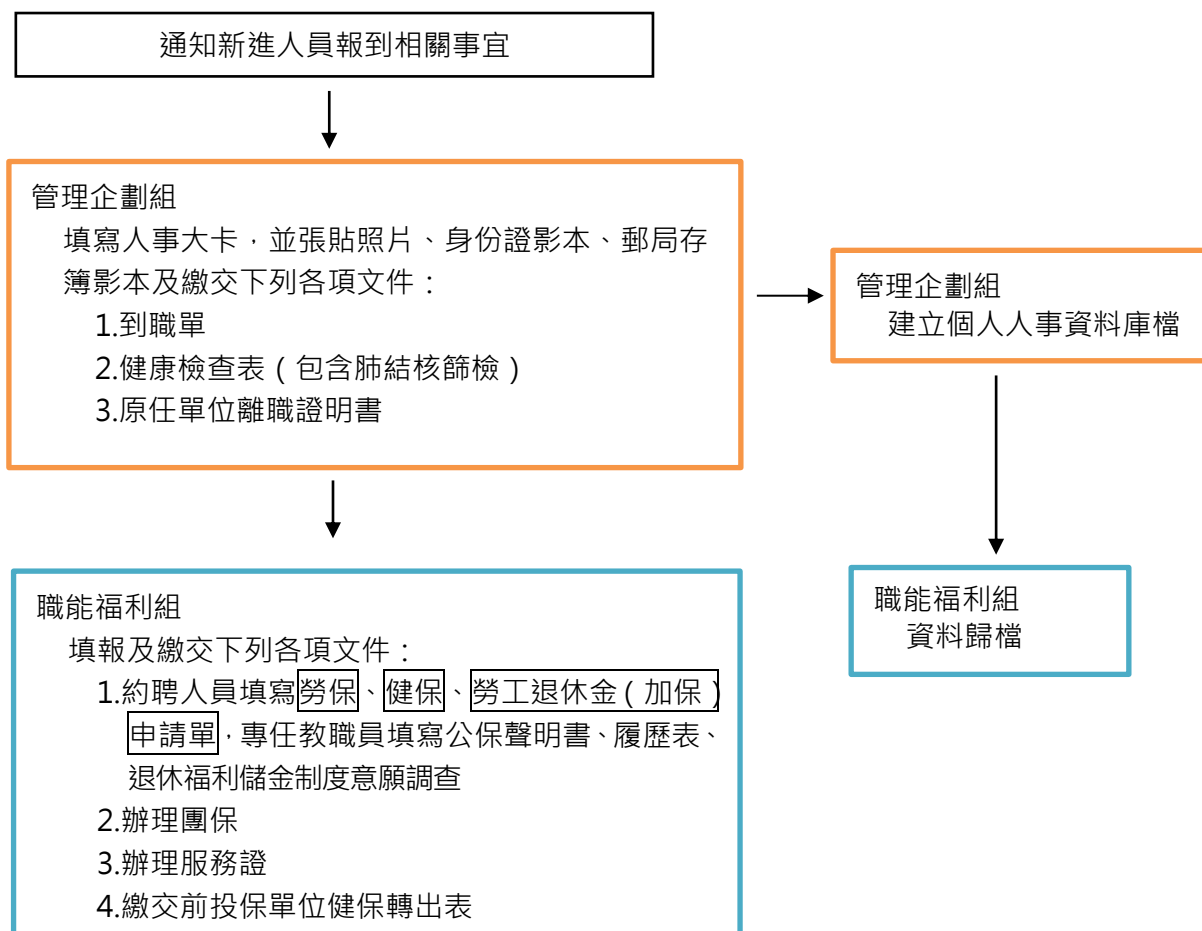 通知新進人員報到相關事宜
管理企劃組
填寫人事大卡，並張貼照片、身份證影本、郵局存
簿影本及繳交下列各項文件：
1.到職單
2.健康檢查表（包含肺結核篩檢）
3.原任單位離職證明書
管理企劃組
建立個人人事資料庫檔
職能福利組
填報及繳交下列各項文件：
1.約聘人員填寫勞保、健保、勞工退休金（加保）
申請單，專任教職員填寫公保聲明書、履歷表、
退休福利儲金制度意願調查
2.辦理團保
3.辦理服務證
4.繳交前投保單位健保轉出表
職能福利組
資料歸檔